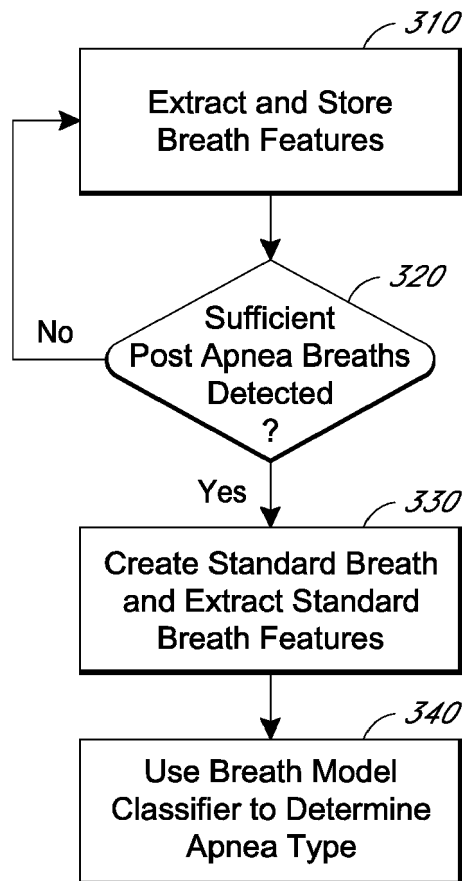 310
Extract and Store
Breath Features
320
Sufficient
Post Apnea Breaths
Detected
?
No
Yes
330
Create Standard Breath
and Extract Standard
Breath Features
340
Use Breath Model
Classifier to Determine
Apnea Type